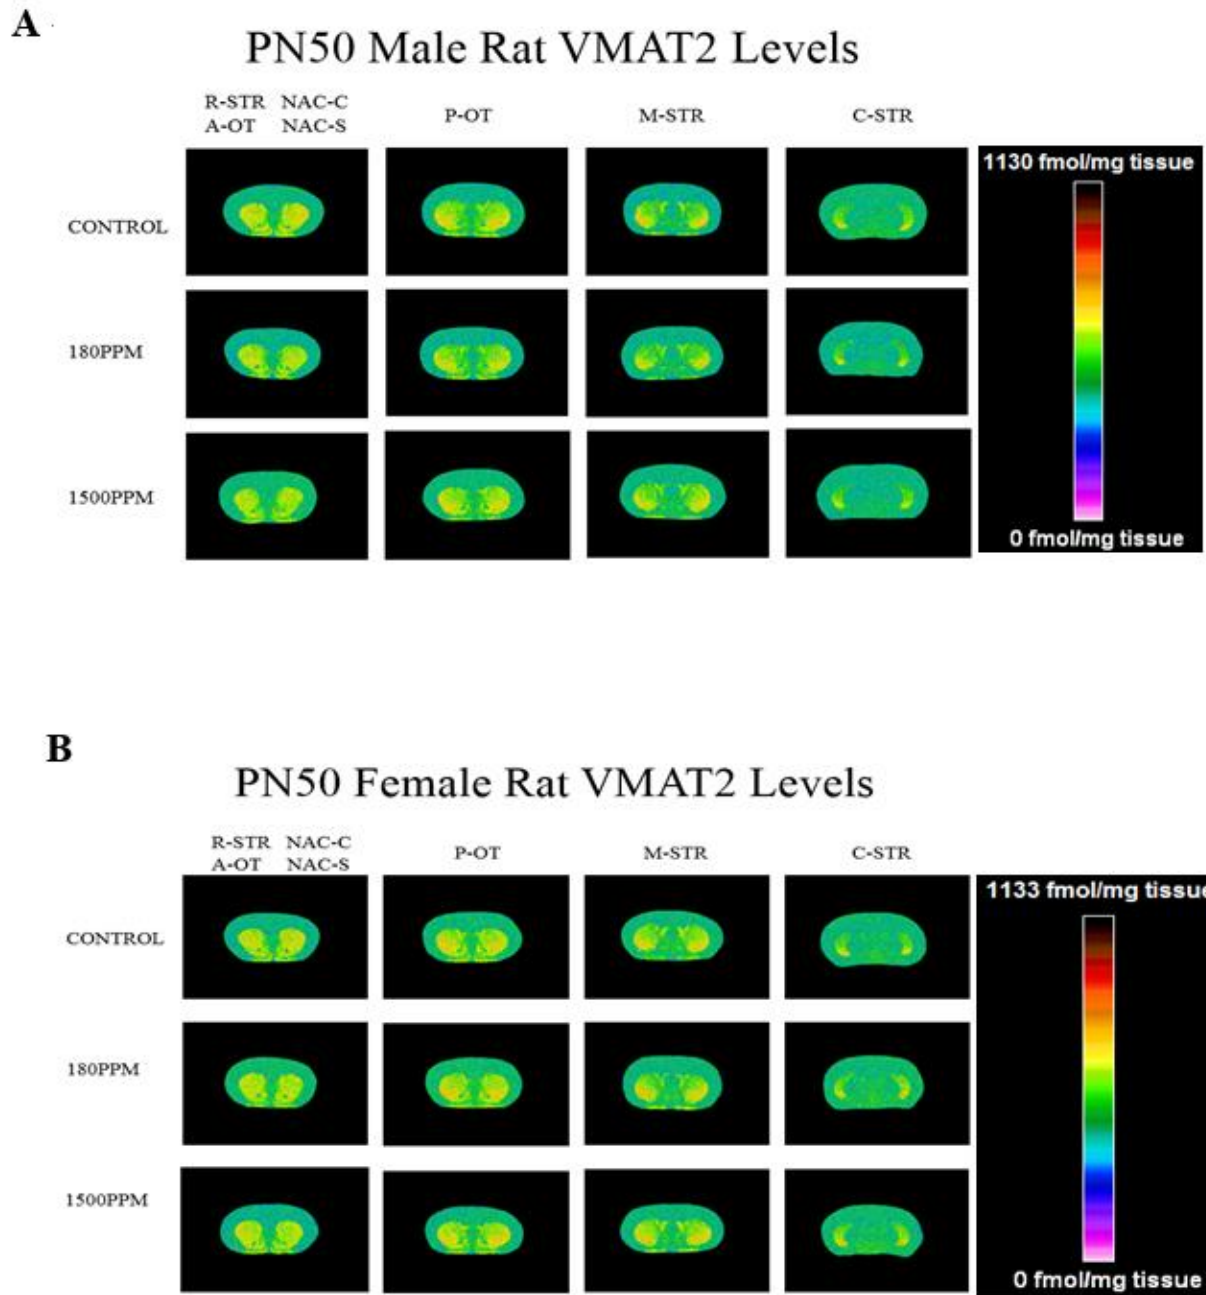 A
PN50 Male Rat VMAT2 Levels
R-STR NAC-C
A-OT NAC-S
P-OT
M-STR
C-STR
1130 fmol/mg tissue
CONTROL
180PPM
1500PPM
0 fmol/mg tissue
B
PN50 Female Rat VMAT2 Levels
R-STR NAC-C
A-OT NAC-S
P-OT
M-STR
C-STR
1133 fmol/mg tissue
CONTROL
180PPM
1500PPM
0 fmol/mg tissue